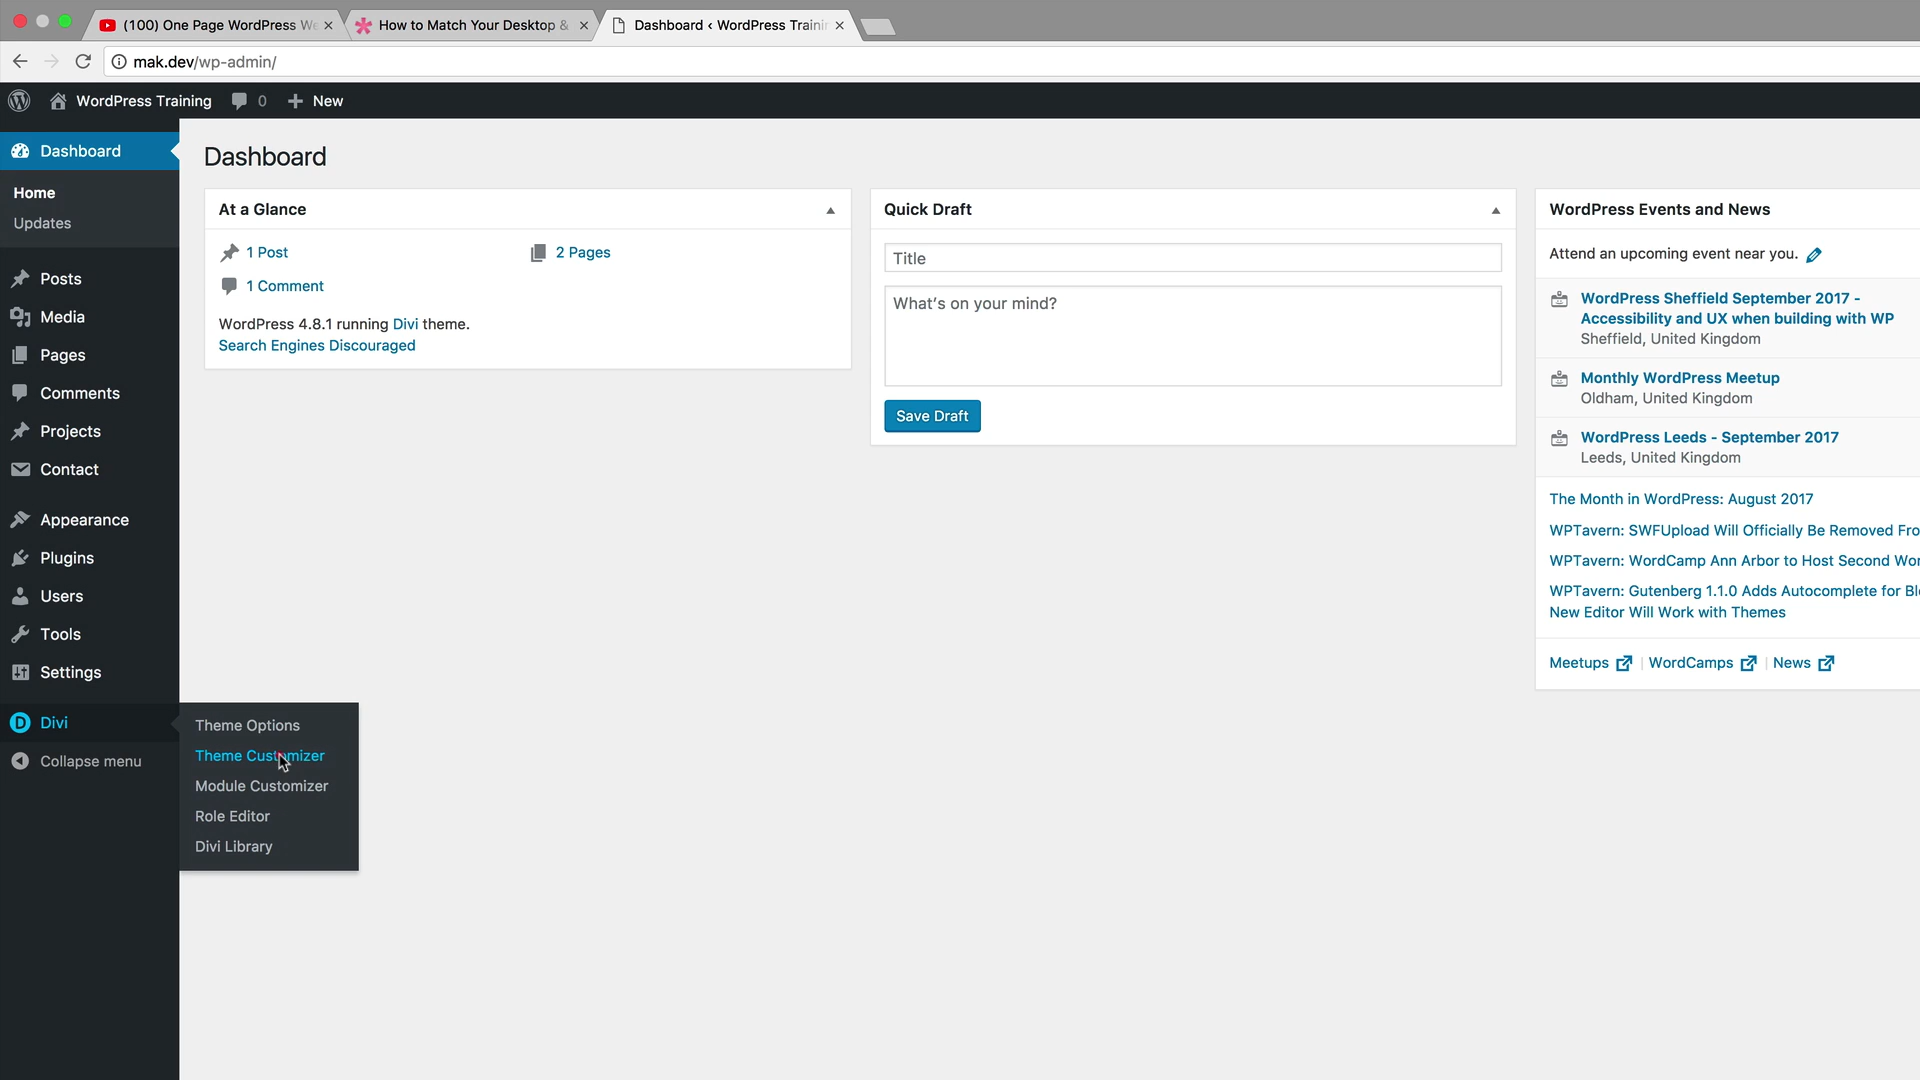 (100) One Page WordPress We
How to Match Your Desktop &
Dashboard ‹ WordPress Trainin
mak.dev/wp-admin/
WordPress Training
0
New
Dashboard
Home
Updates
Posts
Media
Pages
Comments
Projects
Contact
Appearance
Plugins
Users
Tools
Settings
Divi
Collapse menu
Theme Options
Theme Customizer
Module Customizer
Role Editor
Divi Library
Dashboard
At a Glance
1 Post
2 Pages
1 Comment
WordPress 4.8.1 running Divi theme.
Search Engines Discouraged
Quick Draft
Title
What's on your mind?
Save Draft
WordPress Events and News
Attend an upcoming event near you.
WordPress Sheffield September 2017 -
Accessibility and UX when building with WP
Sheffield, United Kingdom
Monthly WordPress Meetup
Oldham, United Kingdom
WordPress Leeds - September 2017
Leeds, United Kingdom
The Month in WordPress: August 2017
WPTavern: SWFUpload Will Officially Be Removed Fro
WPTavern: WordCamp Ann Arbor to Host Second Wor
WPTavern: Gutenberg 1.1.0 Adds Autocomplete for Bl
New Editor Will Work with Themes
Meetups | WordCamps | News